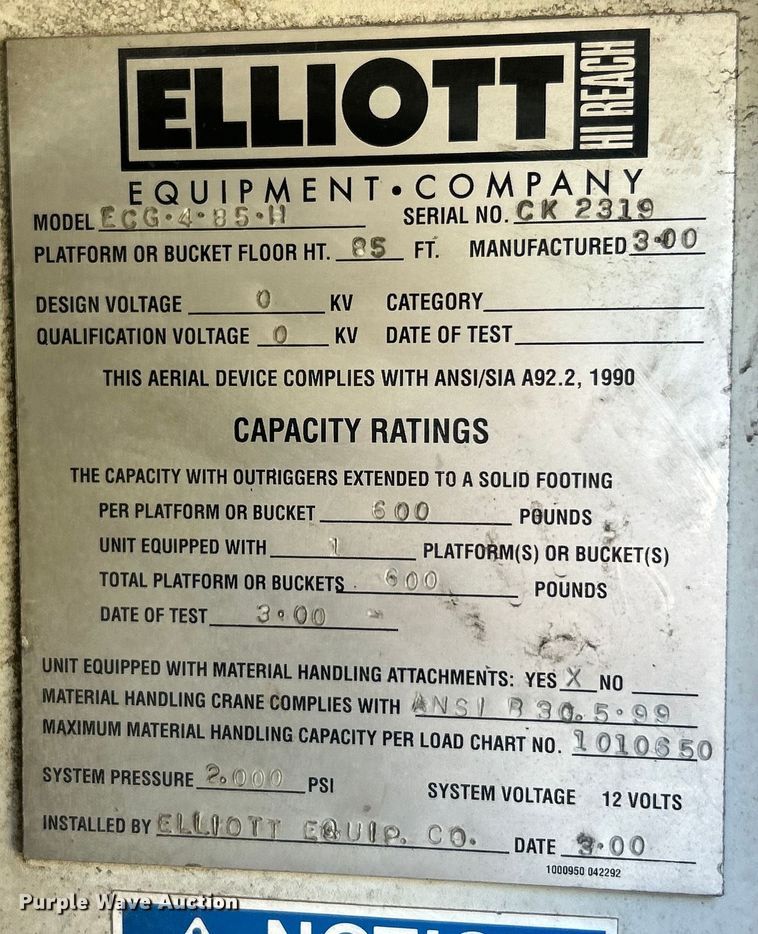 ELLIOTT HI REACH
EQUIPMENT • COMPANY
MODEL ECG•4•85•H SERIAL NO. CK 2319
PLATFORM OR BUCKET FLOOR HT. 85 FT. MANUFACTURED 3•00
DESIGN VOLTAGE 0 KV CATEGORY
QUALIFICATION VOLTAGE 0 KV DATE OF TEST
THIS AERIAL DEVICE COMPLIES WITH ANSI/SIA A92.2, 1990
CAPACITY RATINGS
THE CAPACITY WITH OUTRIGGERS EXTENDED TO A SOLID FOOTING
PER PLATFORM OR BUCKET 600 POUNDS
UNIT EQUIPPED WITH 1 PLATFORM(S) OR BUCKET(S)
TOTAL PLATFORM OR BUCKETS 600 POUNDS
DATE OF TEST 3•00
UNIT EQUIPPED WITH MATERIAL HANDLING ATTACHMENTS: YES X NO
MATERIAL HANDLING CRANE COMPLIES WITH ANSI B 30.5•99
MAXIMUM MATERIAL HANDLING CAPACITY PER LOAD CHART NO. 1010650
SYSTEM PRESSURE 2.000 PSI SYSTEM VOLTAGE 12 VOLTS
INSTALLED BY ELLIOTT EQUIP. CO. DATE 3•00
1000950 042292
Purple Wave Auction